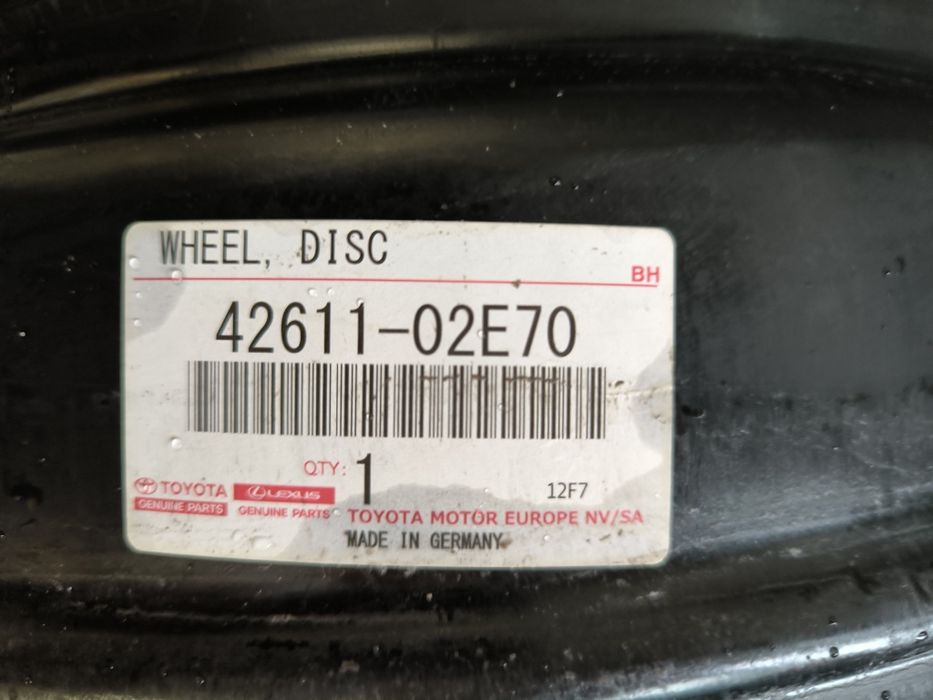 WHEEL, DISC
BH
42611-02E70
QTY: 1
12F7
TOYOTA LEXUS
GENUINE PARTS GENUINE PARTS
TOYOTA MOTOR EUROPE NV/SA
MADE IN GERMANY